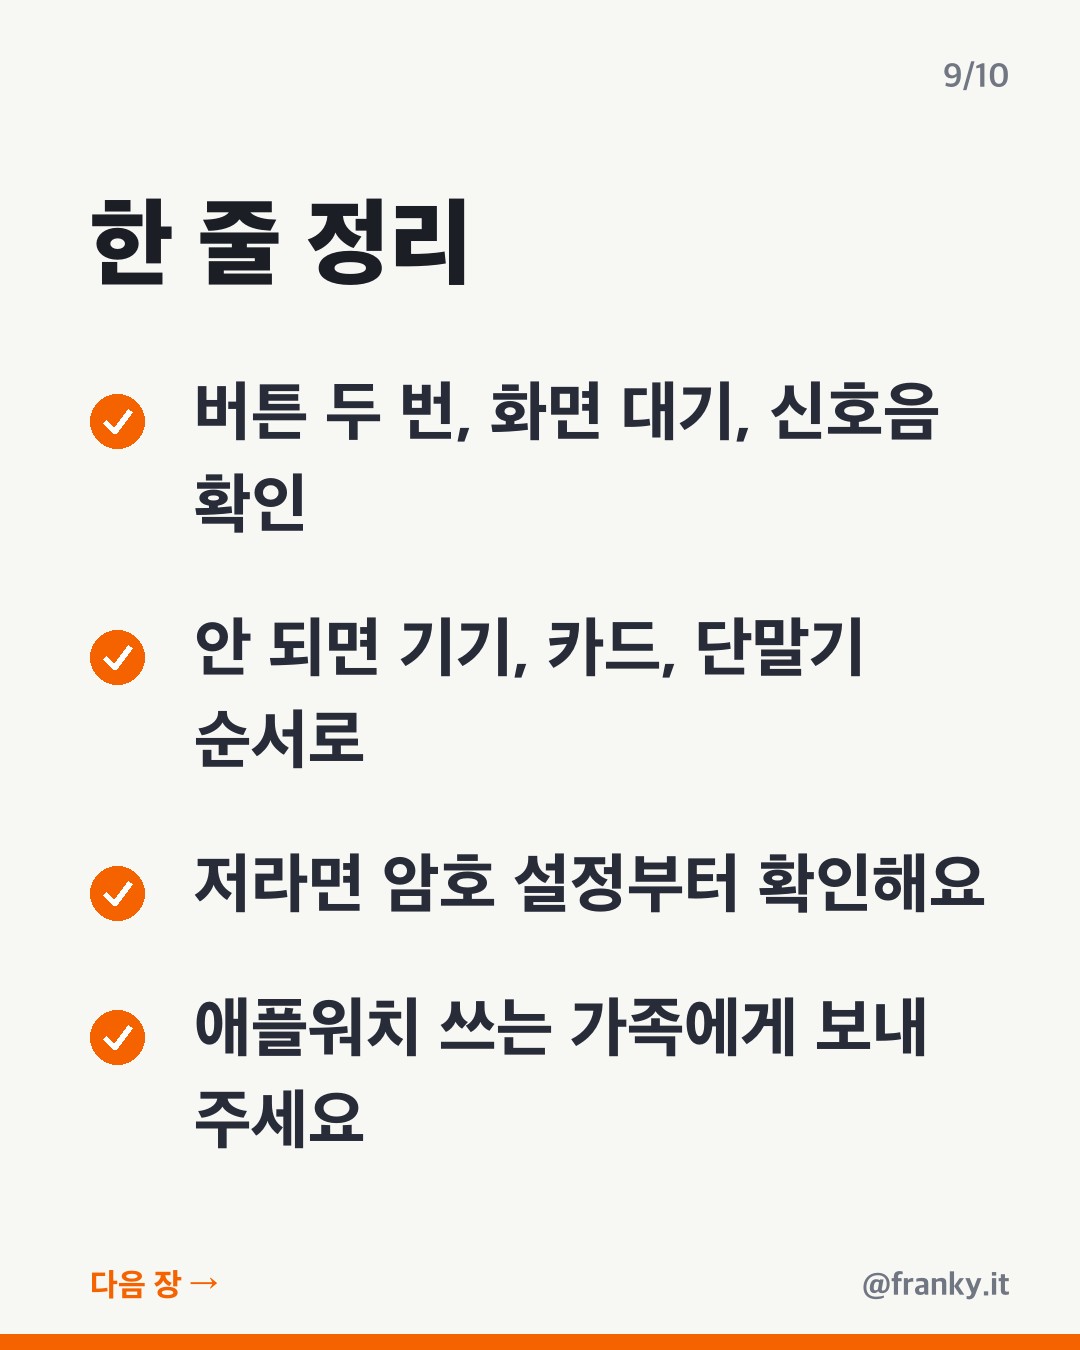 9/10
한 줄 정리
버튼 두 번, 화면 대기, 신호음
확인
안 되면 기기, 카드, 단말기
순서로
저라면 암호 설정부터 확인해요
애플워치 쓰는 가족에게 보내
주세요
다음 장 →
@franky.it